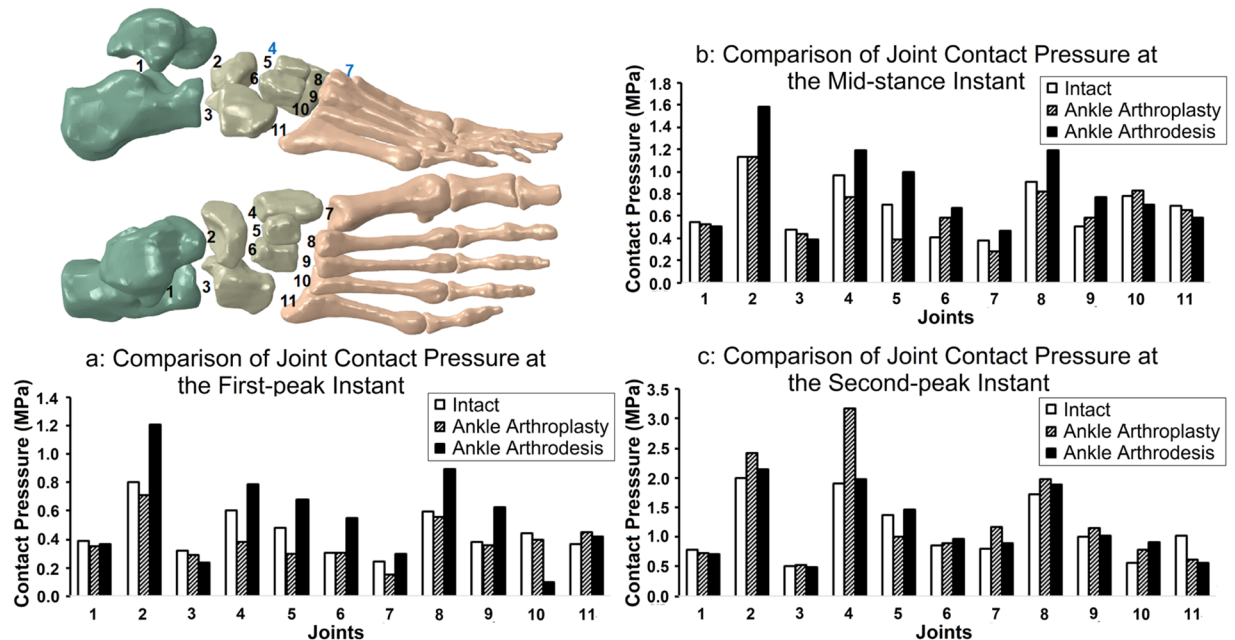 4
7
1
2
5
6
8
9
10
3
11
4
7
2
5
8
6
9
3
1
10
11
b: Comparison of Joint Contact Pressure at
the Mid-stance Instant
Contact Presssure (MPa)
1.8
1.6
1.4
1.2
1.0
0.8
0.6
0.4
0.2
0.0
Intact
Ankle Arthroplasty
Ankle Arthrodesis
1 2 3 4 5 6 7 8 9 10 11
Joints
a: Comparison of Joint Contact Pressure at
the First-peak Instant
Contact Presssure (MPa)
1.4
1.2
1.0
0.8
0.6
0.4
0.2
0.0
Intact
Ankle Arthroplasty
Ankle Arthrodesis
1 2 3 4 5 6 7 8 9 10 11
Joints
c: Comparison of Joint Contact Pressure at
the Second-peak Instant
Contact Presssure (MPa)
3.5
3.0
2.5
2.0
1.5
1.0
0.5
0.0
Intact
Ankle Arthroplasty
Ankle Arthrodesis
1 2 3 4 5 6 7 8 9 10 11
Joints